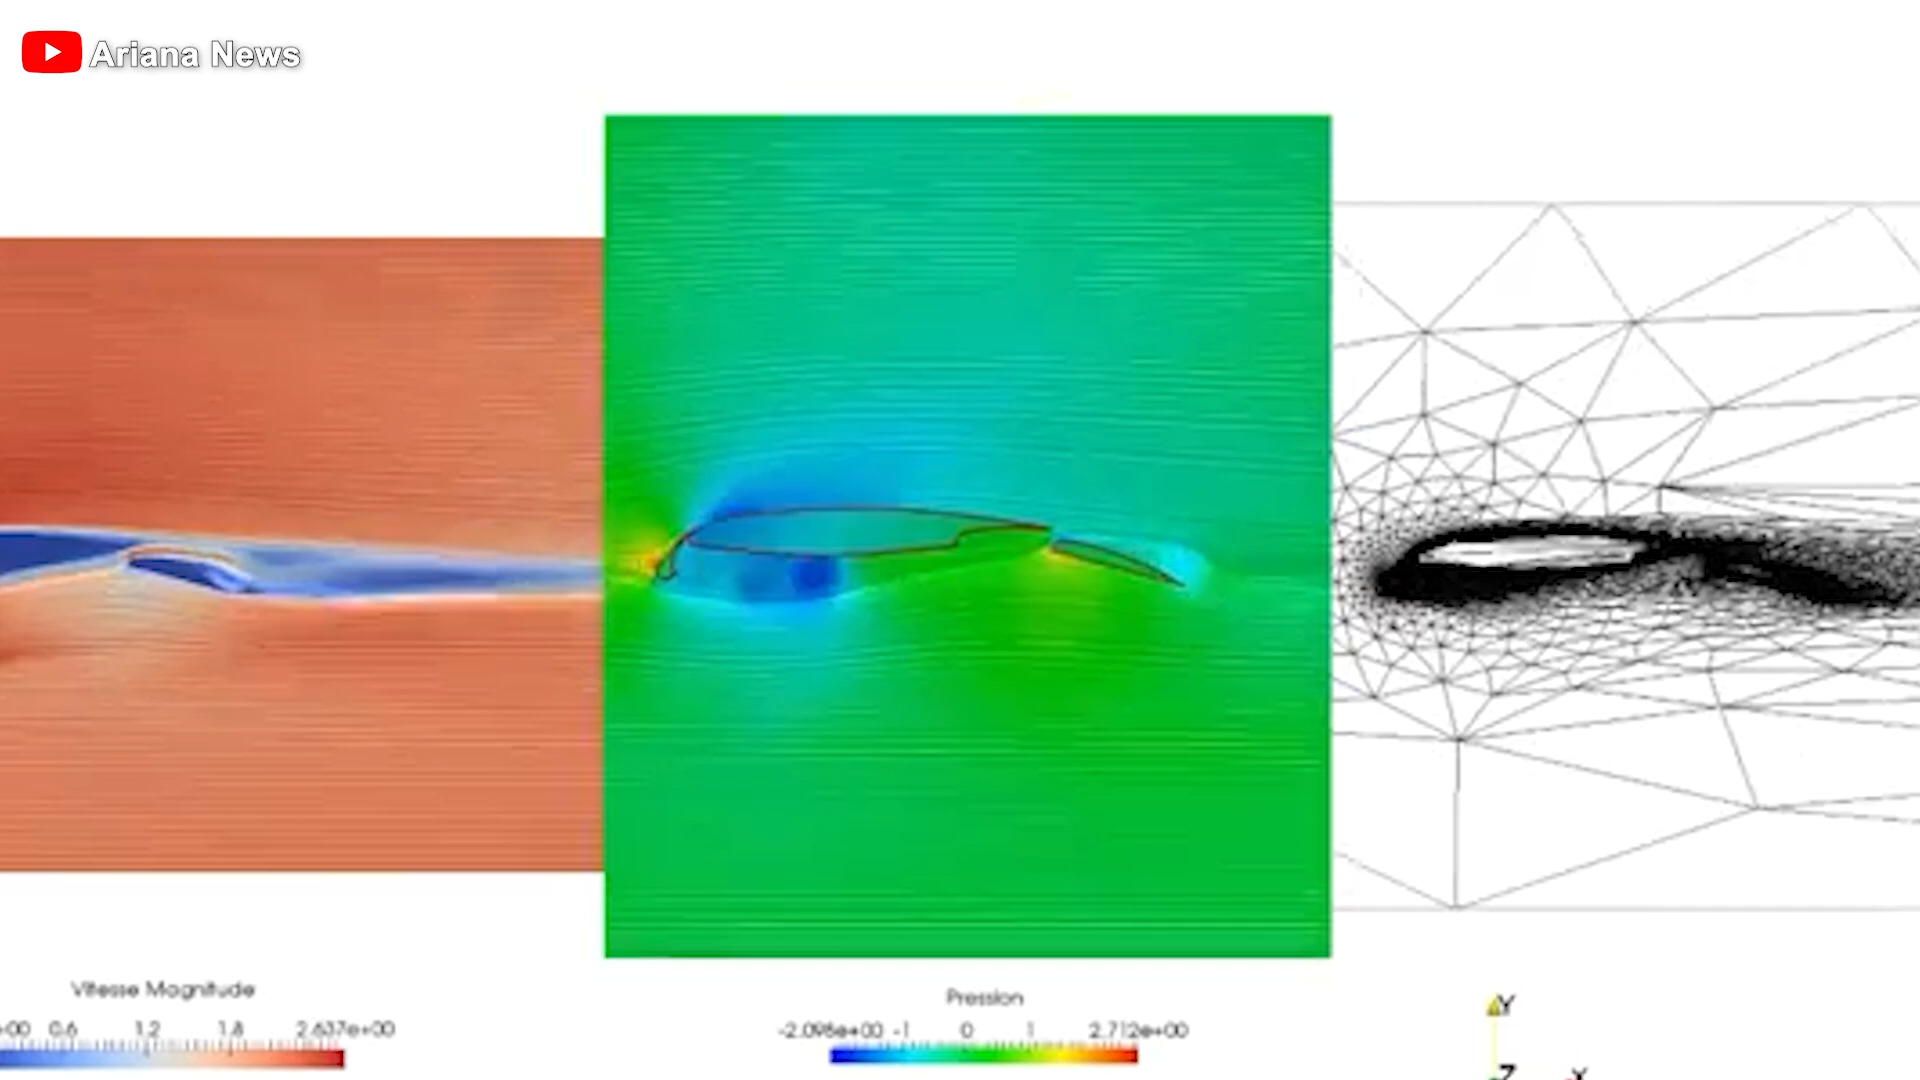 Ariana News
Vitesse Magnitude
0.6 1.2 1.8 2.637e+00
Pression
-2.098e+00 -1 0 1 2.712e+00
Y
Z X